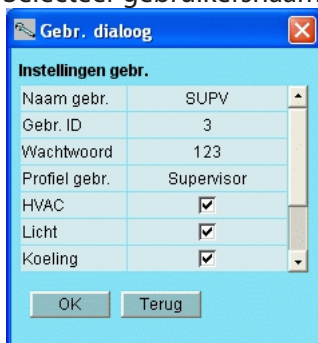 Selecteer gebruikersnaam
Gebr. dialoog
Instellingen gebr.
Naam gebr. SUPV
Gebr. ID 3
Wachtwoord 123
Profiel gebr. Supervisor
HVAC
Licht
Koeling
OK Terug